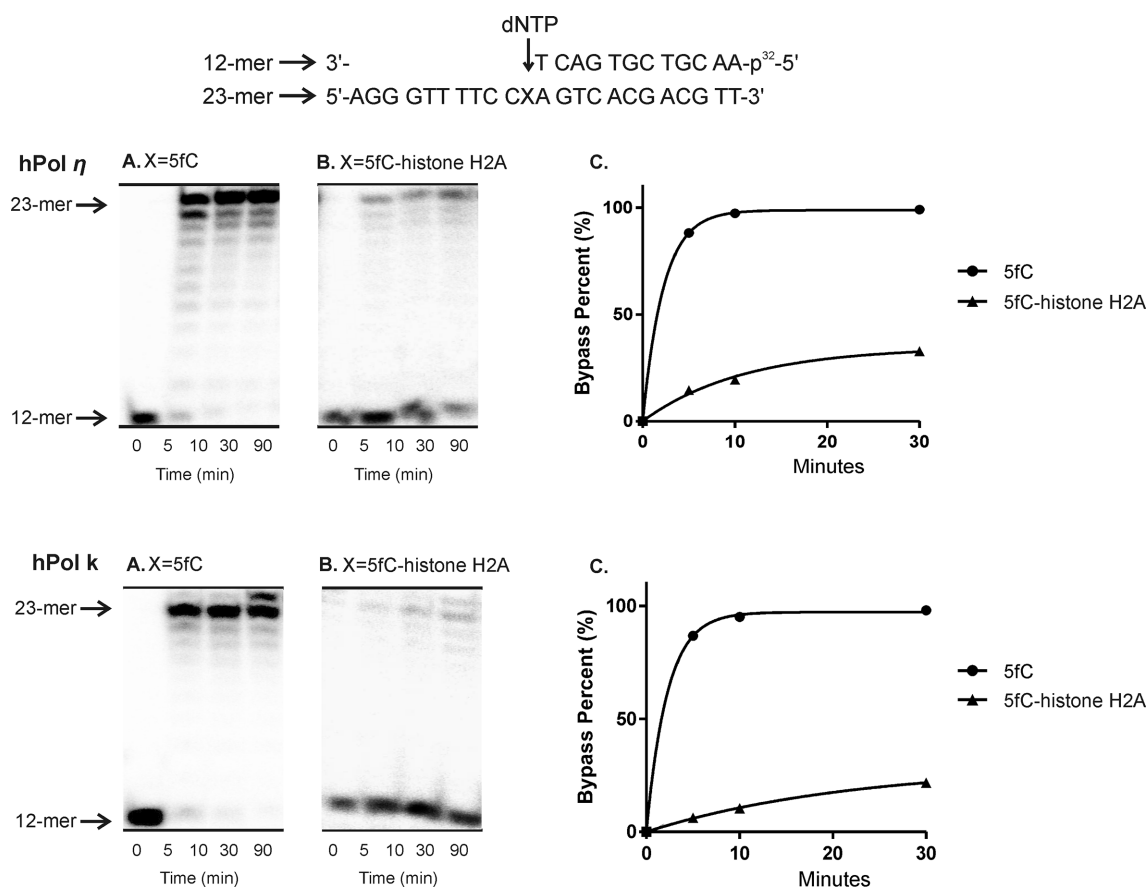 dNTP
12-mer → 3'- T CAG TGC TGC AA-p32-5'
23-mer → 5'-AGG GTT TTC CXA GTC ACG ACG TT-3'
hPol η
A. X=5fC
B. X=5fC-histone H2A
C.
23-mer →
12-mer →
0 5 10 30 90
Time (min)
0 5 10 30 90
Time (min)
Bypass Percent (%)
100
50
0
0 10 20 30
Minutes
5fC
5fC-histone H2A
hPol k
A. X=5fC
B. X=5fC-histone H2A
C.
23-mer →
12-mer →
0 5 10 30 90
Time (min)
0 5 10 30 90
Time (min)
Bypass Percent (%)
100
50
0
0 10 20 30
Minutes
5fC
5fC-histone H2A